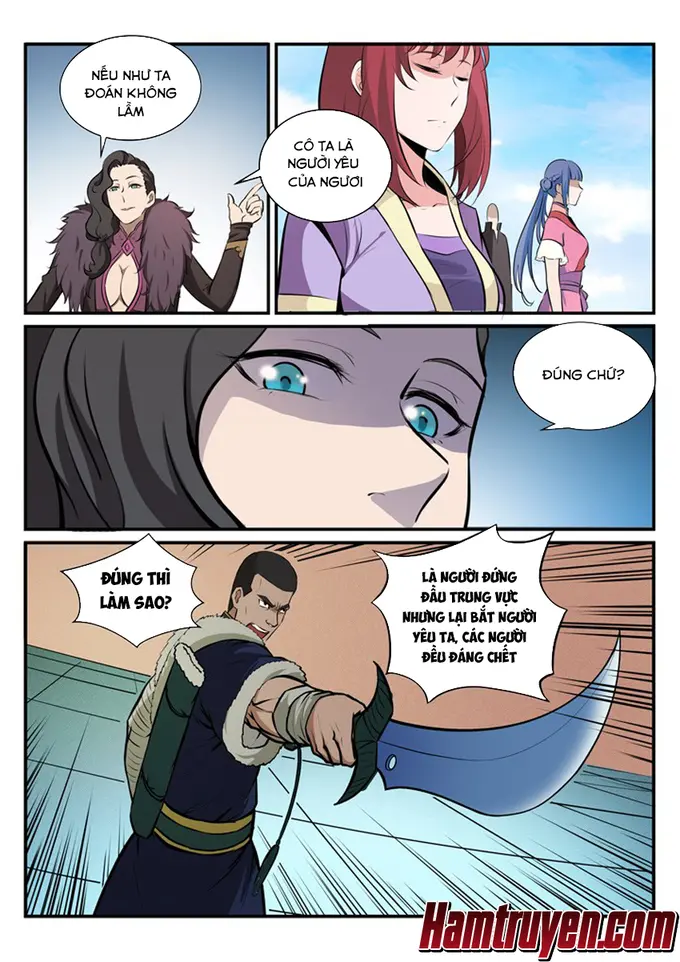 NẾU NHƯ TA
ĐOÁN KHÔNG
LẦM
CÔ TA LÀ
NGƯỜI YÊU
CỦA NGƯƠI
ĐÚNG CHỨ?
ĐÚNG THÌ
LÀM SAO?
LÀ NGƯỜI ĐỨNG
ĐẦU TRUNG VỰC
NHƯNG LẠI BẮT NGƯỜI
YÊU TA, CÁC NGƯỜI
ĐỀU ĐÁNG CHẾT
Hamtruyen.com